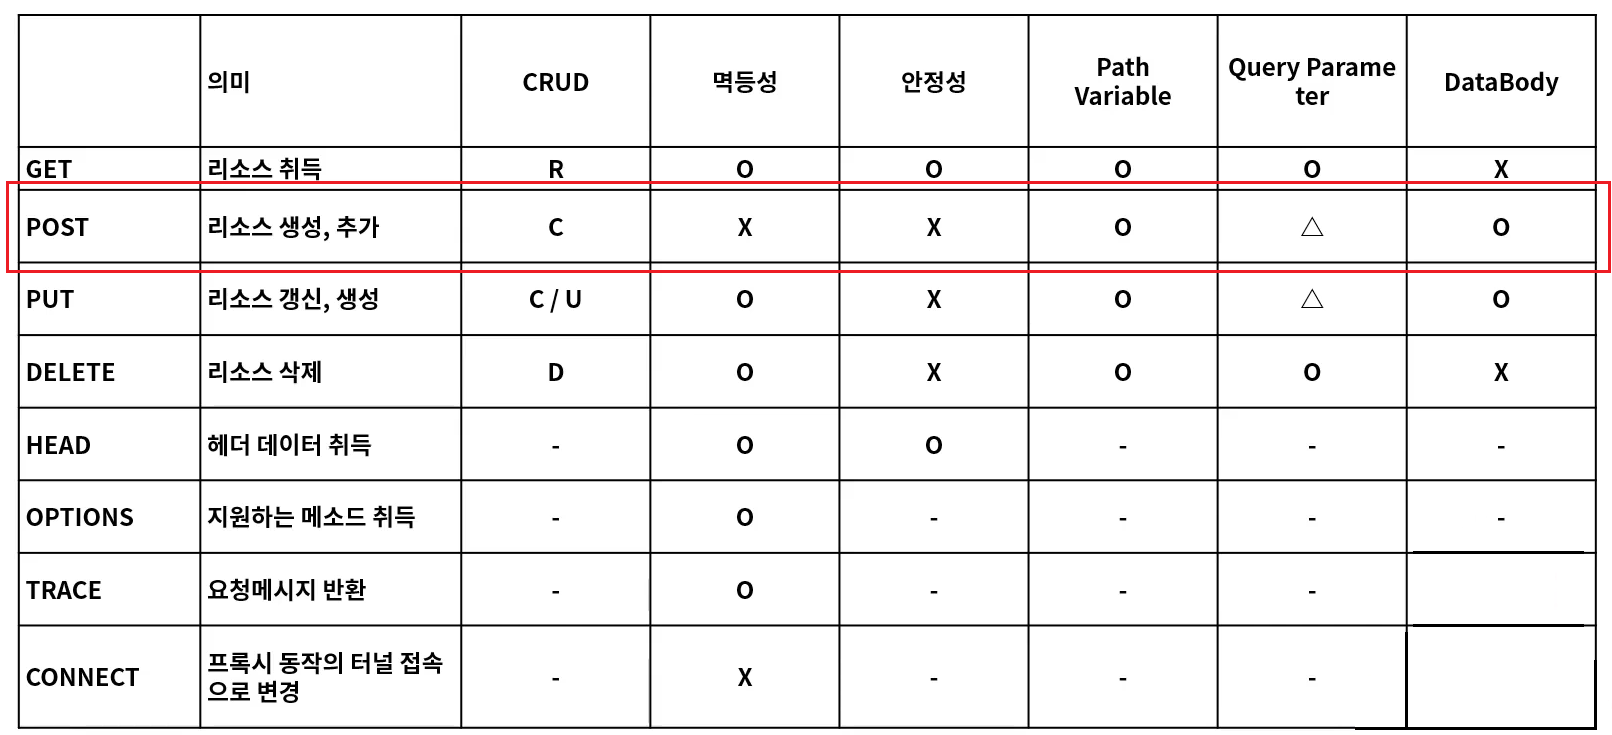 의미 CRUD 멱등성 안정성 Path Variable Query Parame ter DataBody
GET 리소스 취득 R O O O O X
POST 리소스 생성, 추가 C X X O △ O
PUT 리소스 갱신, 생성 C / U O X O △ O
DELETE 리소스 삭제 D O X O O X
HEAD 헤더 데이터 취득 - O O - - -
OPTIONS 지원하는 메소드 취득 - O - - - -
TRACE 요청메시지 반환 - O - - -
CONNECT 프록시 동작의 터널 접속 으로 변경 - X - - -